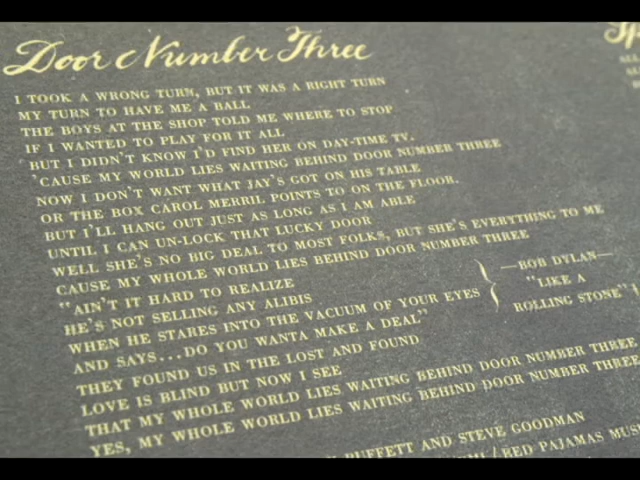 Door Number Three
I TOOK A WRONG TURN, BUT IT WAS A RIGHT TURN
MY TURN TO HAVE ME A BALL
THE BOYS AT THE SHOP TOLD ME WHERE TO STOP
IF I WANTED TO PLAY FOR IT ALL
BUT I DIDN'T KNOW I'D FIND HER ON DAY-TIME TV.
'CAUSE MY WORLD LIES WAITING BEHIND DOOR NUMBER THREE
NOW I DON'T WANT WHAT JAY'S GOT ON HIS TABLE
OR THE BOX CAROL MERRIL POINTS TO ON THE FLOOR.
BUT I'LL HANG OUT JUST AS LONG AS I AM ABLE
UNTIL I CAN UN-LOCK THAT LUCKY DOOR
WELL SHE'S NO BIG DEAL TO MOST FOLKS, BUT SHE'S EVERYTHING TO ME
CAUSE MY WHOLE WORLD LIES BEHIND DOOR NUMBER THREE
"AIN'T IT HARD TO REALIZE
HE'S NOT SELLING ANY ALIBIS
WHEN HE STARES INTO THE VACUUM OF YOUR EYES
AND SAYS...DO YOU WANTA MAKE A DEAL"
—BOB DYLAN—
"LIKE A
ROLLING STONE"
THEY FOUND US IN THE LOST AND FOUND
LOVE IS BLIND BUT NOW I SEE
THAT MY WHOLE WORLD LIES WAITING BEHIND DOOR NUMBER THREE
YES, MY WHOLE WORLD LIES WAITING BEHIND DOOR NUMBER THREE
BUFFETT AND STEVE GOODMAN
/RED PAJAMAS MUS